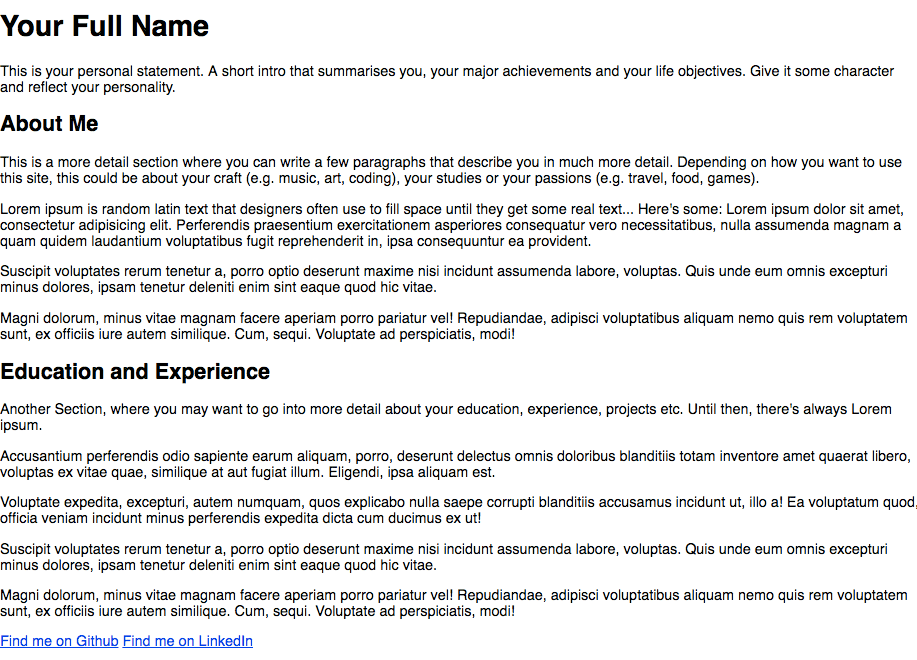 Your Full Name
This is your personal statement. A short intro that summarises you, your major achievements and your life objectives. Give it some character
and reflect your personality.
About Me
This is a more detail section where you can write a few paragraphs that describe you in much more detail. Depending on how you want to use
this site, this could be about your craft (e.g. music, art, coding), your studies or your passions (e.g. travel, food, games).
Lorem ipsum is random latin text that designers often use to fill space until they get some real text... Here's some: Lorem ipsum dolor sit amet,
consectetur adipisicing elit. Perferendis praesentium exercitationem asperiores consequatur vero necessitatibus, nulla assumenda magnam a
quam quidem laudantium voluptatibus fugit reprehenderit in, ipsa consequuntur ea provident.
Suscipit voluptates rerum tenetur a, porro optio deserunt maxime nisi incidunt assumenda labore, voluptas. Quis unde eum omnis excepturi
minus dolores, ipsam tenetur deleniti enim sint eaque quod hic vitae.
Magni dolorum, minus vitae magnam facere aperiam porro pariatur vel! Repudiandae, adipisci voluptatibus aliquam nemo quis rem voluptatem
sunt, ex officiis iure autem similique. Cum, sequi. Voluptate ad perspiciatis, modi!
Education and Experience
Another Section, where you may want to go into more detail about your education, experience, projects etc. Until then, there's always Lorem
ipsum.
Accusantium perferendis odio sapiente earum aliquam, porro, deserunt delectus omnis doloribus blanditiis totam inventore amet quaerat libero,
voluptas ex vitae quae, similique at aut fugiat illum. Eligendi, ipsa aliquam est.
Voluptate expedita, excepturi, autem numquam, quos explicabo nulla saepe corrupti blanditiis accusamus incidunt ut, illo a! Ea voluptatum quod,
officia veniam incidunt minus perferendis expedita dicta cum ducimus ex ut!
Suscipit voluptates rerum tenetur a, porro optio deserunt maxime nisi incidunt assumenda labore, voluptas. Quis unde eum omnis excepturi
minus dolores, ipsam tenetur deleniti enim sint eaque quod hic vitae.
Magni dolorum, minus vitae magnam facere aperiam porro pariatur vel! Repudiandae, adipisci voluptatibus aliquam nemo quis rem voluptatem
sunt, ex officiis iure autem similique. Cum, sequi. Voluptate ad perspiciatis, modi!
Find me on Github Find me on LinkedIn